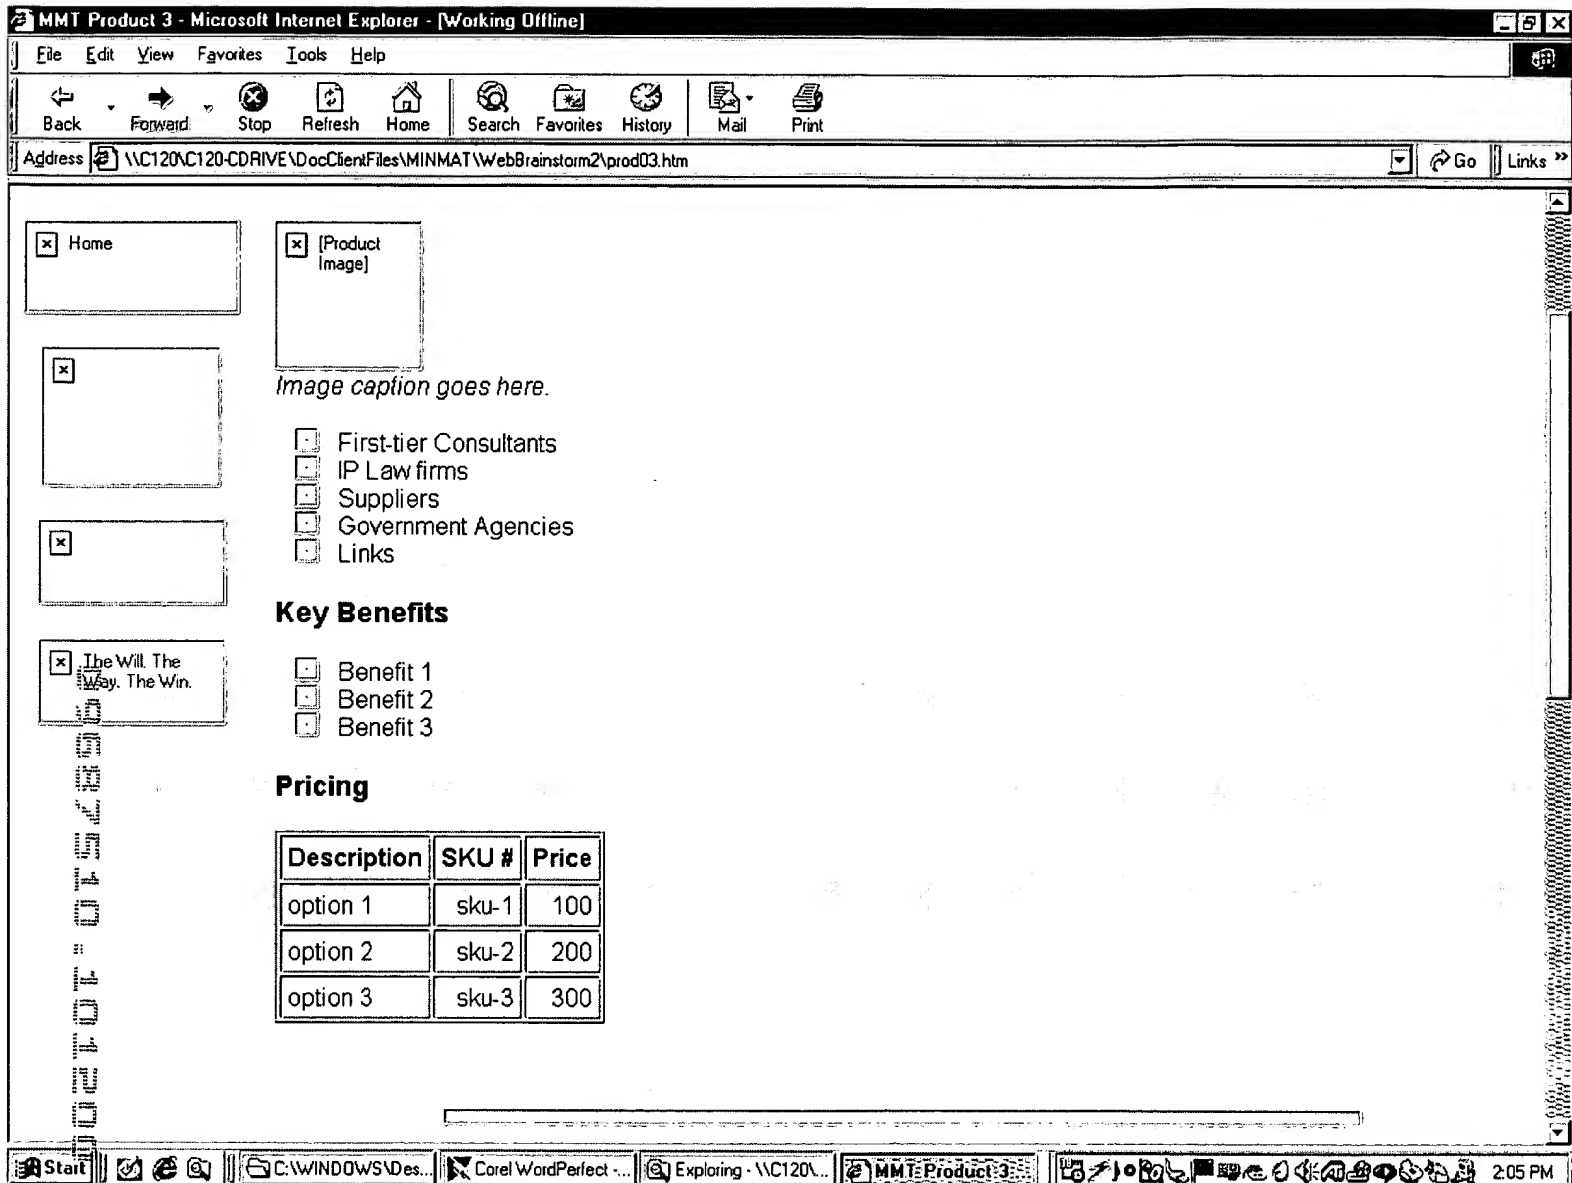 MMT Product 3 - Microsoft Internet Explorer - [Working Offline]
File Edit View Favorites Tools Help
Back Forward Stop Refresh Home Search Favorites History Mail Print
Address \\C120\C120-CDRIVE\DocClientFiles\MINMAT\WebBrainstorm2\prod03.htm Go Links »
Home
[Product
Image]
Image caption goes here.
First-tier Consultants
IP Law firms
Suppliers
Government Agencies
Links
Key Benefits
The Will. The
Way. The Win.
Benefit 1
Benefit 2
Benefit 3
Pricing
Description SKU # Price
option 1 sku-1 100
option 2 sku-2 200
option 3 sku-3 300
Start C:\WINDOWS\Des... Corel WordPerfect -... Exploring - \\C120\... MMT Product 3 2:05 PM